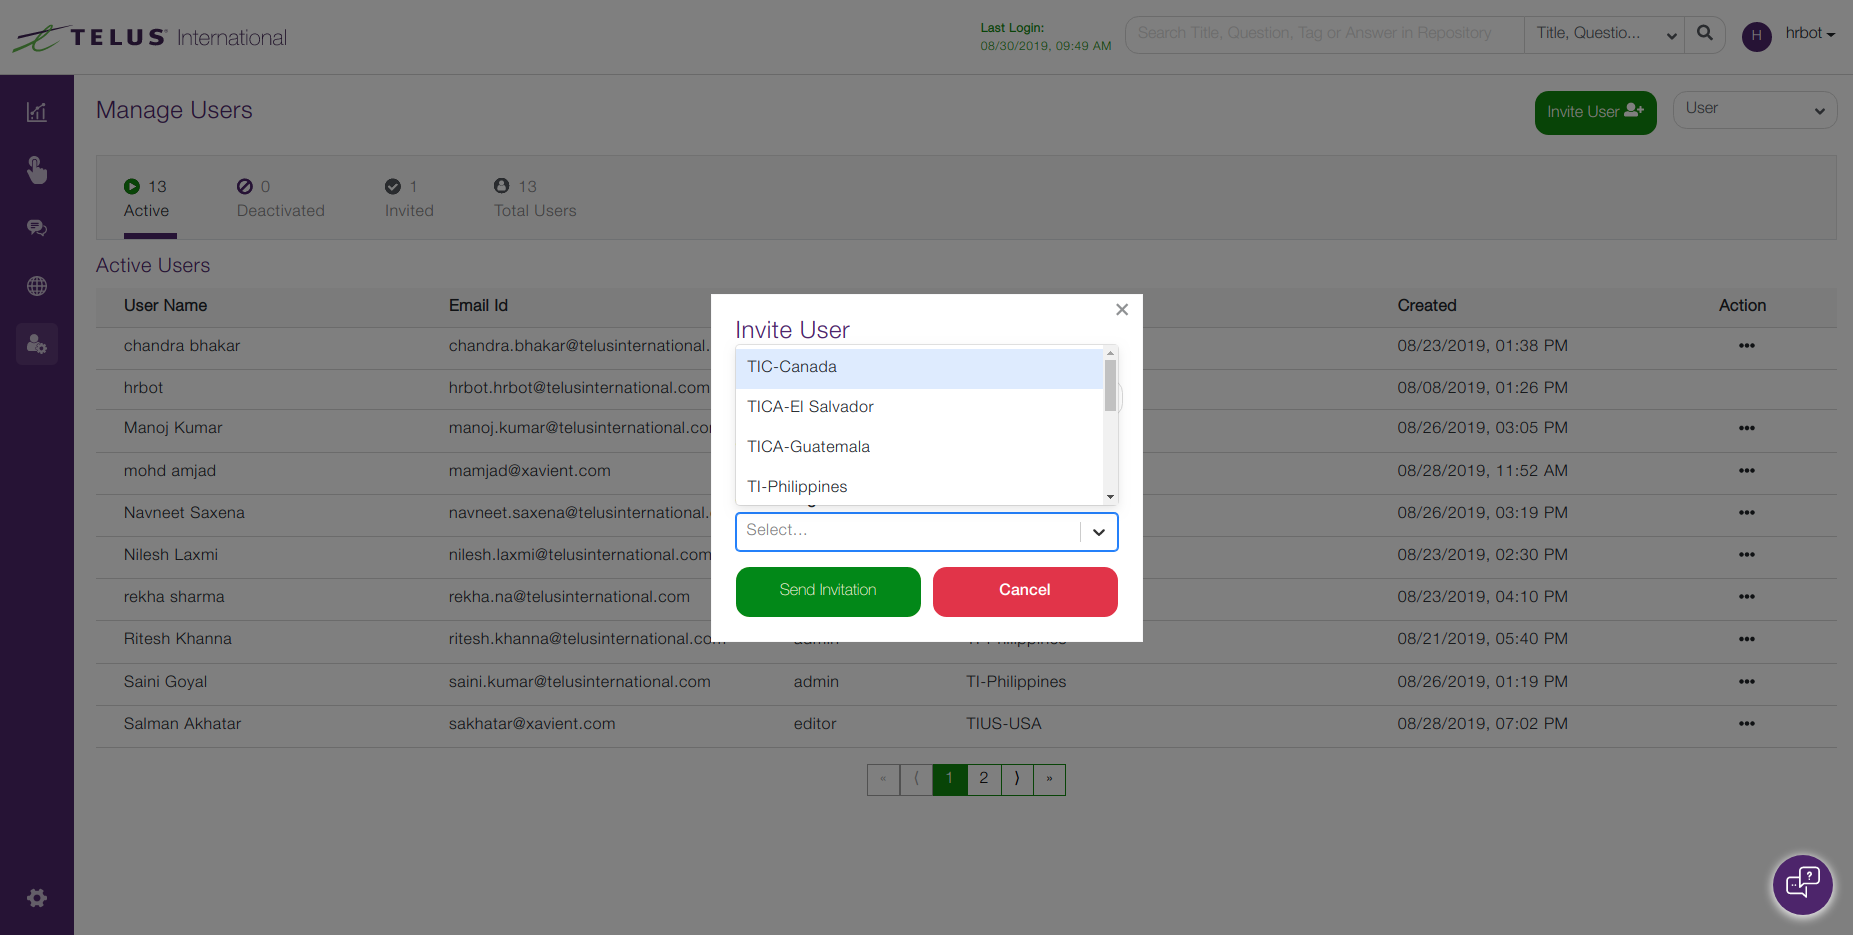 TELUS International
Last Login:
08/30/2019, 09:49 AM
Search Title, Question, Tag or Answer in Repository
Title, Questio...
H
hrbot
Manage Users
Invite User
User
13
Active
0
Deactivated
1
Invited
13
Total Users
Active Users
User Name Email Id Created Action
chandra bhakar chandra.bhakar@telusinternational. 08/23/2019, 01:38 PM
hrbot hrbot.hrbot@telusinternational.com 08/08/2019, 01:26 PM
Manoj Kumar manoj.kumar@telusinternational.co 08/26/2019, 03:05 PM
mohd amjad mamjad@xavient.com 08/28/2019, 11:52 AM
Navneet Saxena navneet.saxena@telusinternational. 08/26/2019, 03:19 PM
Nilesh Laxmi nilesh.laxmi@telusinternational.com 08/23/2019, 02:30 PM
rekha sharma rekha.na@telusinternational.com 08/23/2019, 04:10 PM
Ritesh Khanna ritesh.khanna@telusinternational.com admin TI-Philippines 08/21/2019, 05:40 PM
Saini Goyal saini.kumar@telusinternational.com admin TI-Philippines 08/26/2019, 01:19 PM
Salman Akhatar sakhatar@xavient.com editor TIUS-USA 08/28/2019, 07:02 PM
Invite User
TIC-Canada
TICA-El Salvador
TICA-Guatemala
TI-Philippines
Select...
Send Invitation
Cancel
« ⟨ 1 2 ⟩ »